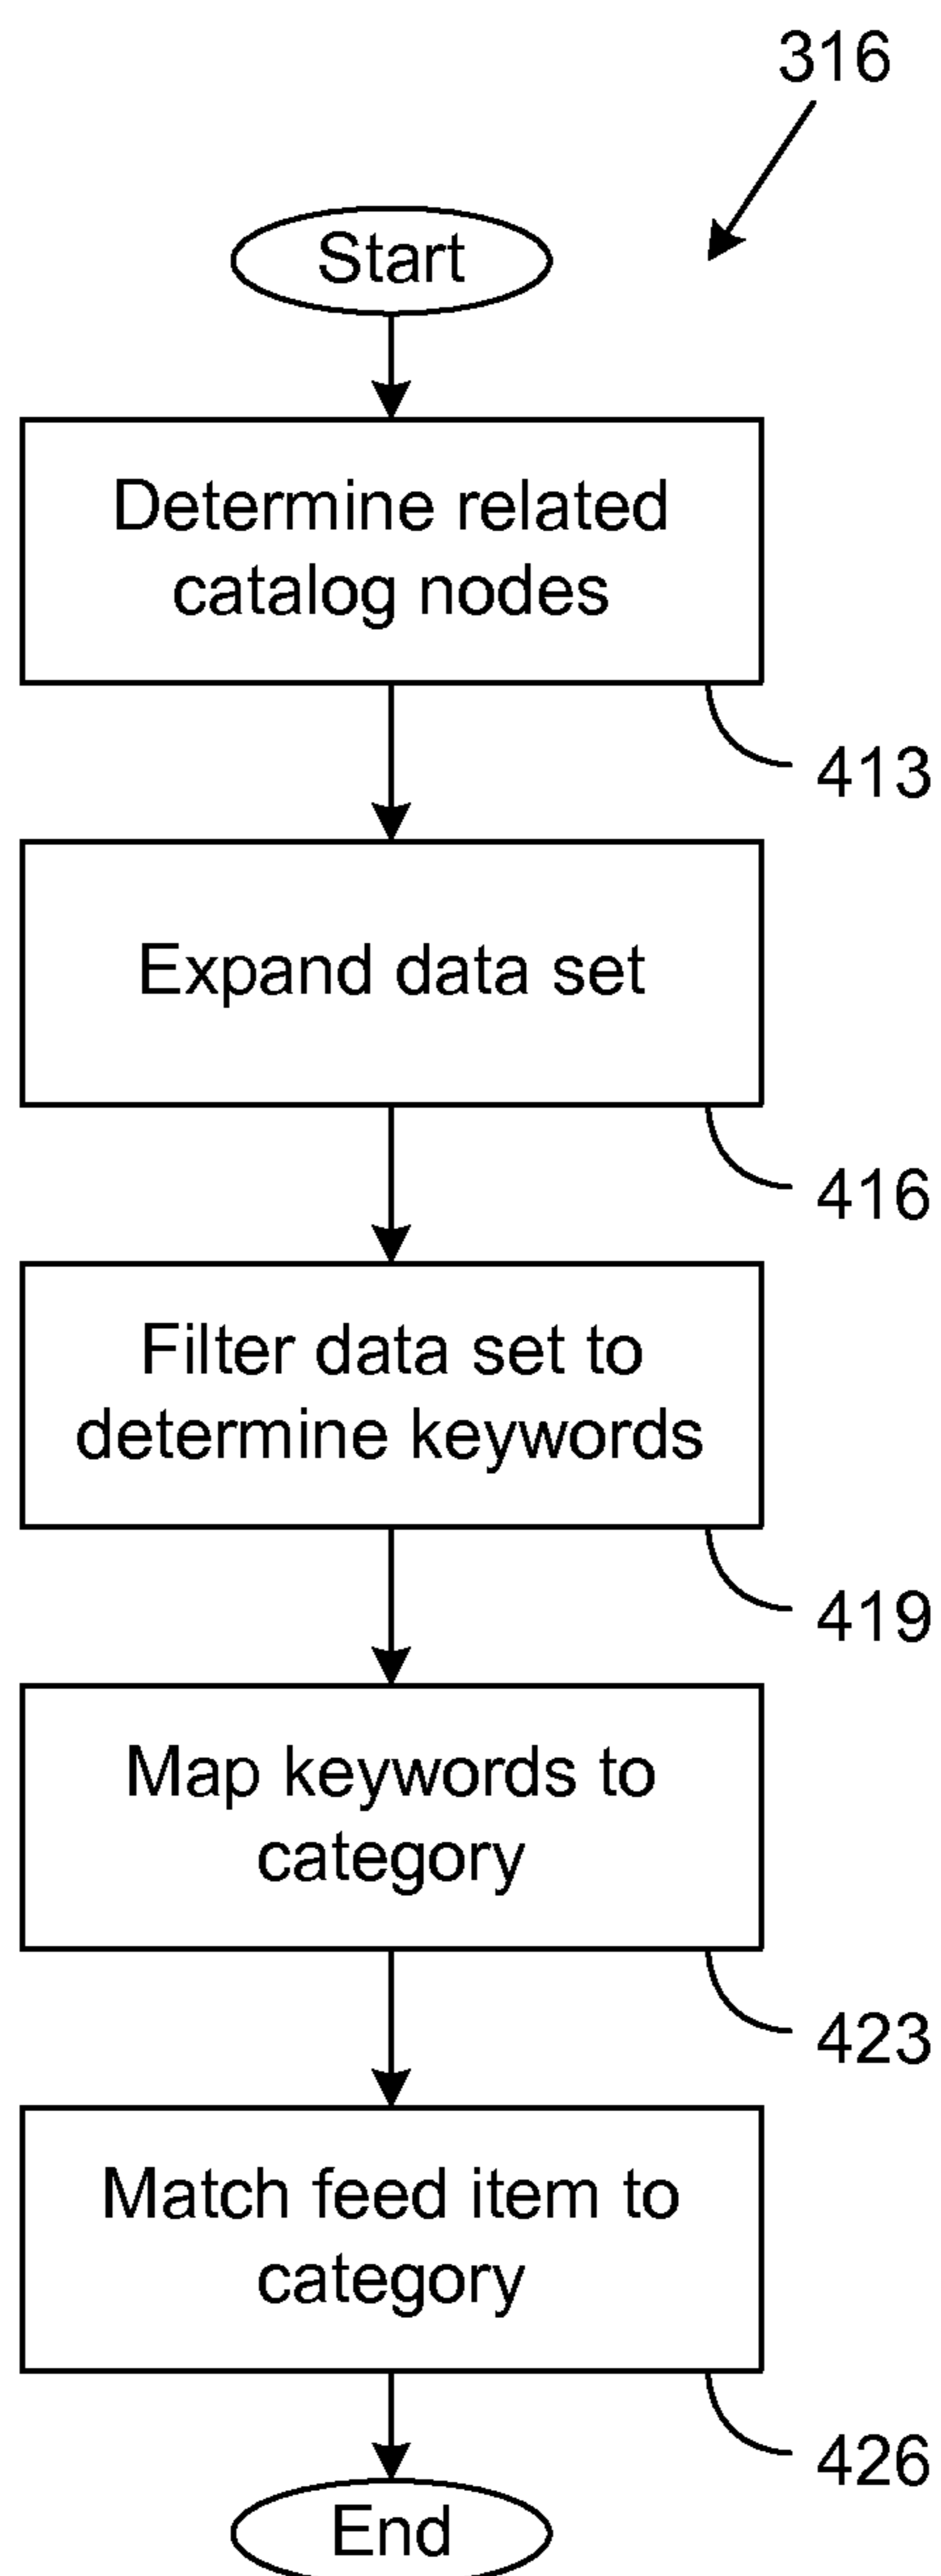 316
Start
Determine related
catalog nodes
413
Expand data set
416
Filter data set to
determine keywords
419
Map keywords to
category
423
Match feed item to
category
426
End